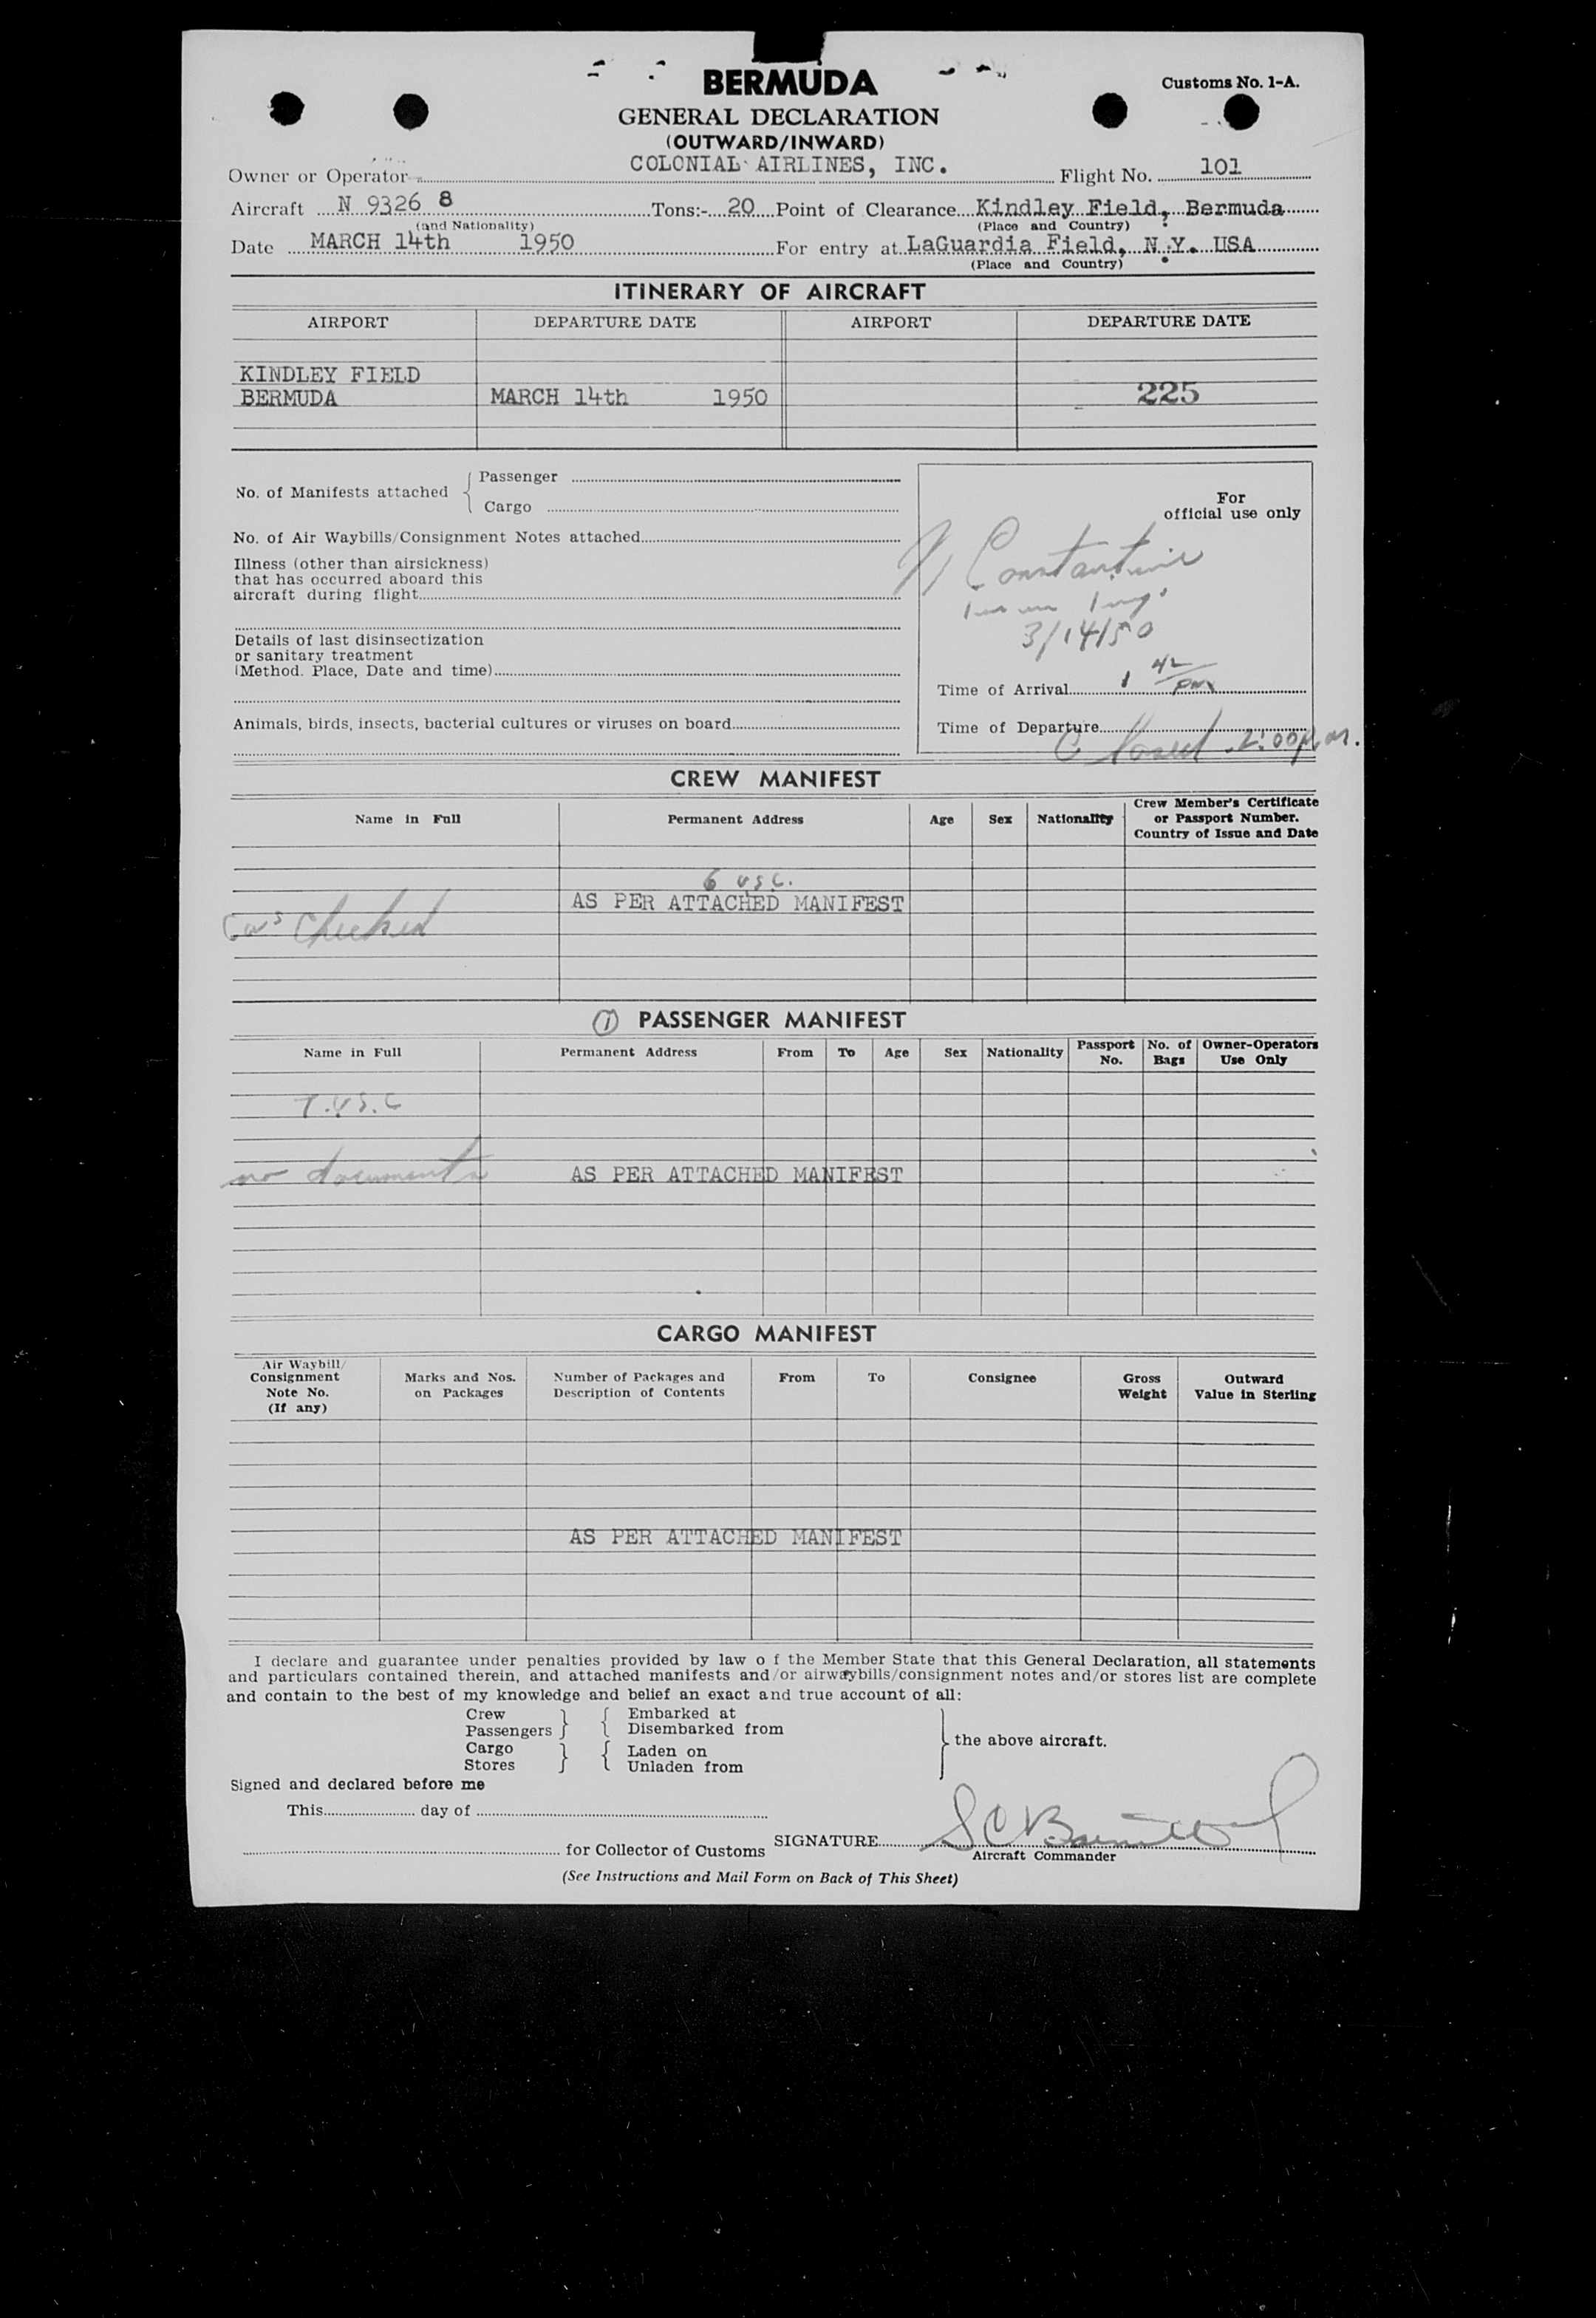 BERMUDA
Customs No. 1-A.
GENERAL DECLARATION
(OUTWARD/INWARD)
Owner or Operator COLONIAL AIRLINES, INC. Flight No. 101
Aircraft N 9326 8 Tons:- 20 Point of Clearance Kindley Field, Bermuda
(and Nationality) (Place and Country)
Date MARCH 14th 1950 For entry at LaGuardia Field, N.Y. USA
(Place and Country)
ITINERARY OF AIRCRAFT
AIRPORT DEPARTURE DATE AIRPORT DEPARTURE DATE
KINDLEY FIELD
BERMUDA MARCH 14th 1950 225
No. of Manifests attached { Passenger
Cargo
No. of Air Waybills/Consignment Notes attached
Illness (other than airsickness)
that has occurred aboard this
aircraft during flight
Details of last disinsectization
or sanitary treatment
(Method. Place, Date and time)
Animals, birds, insects, bacterial cultures or viruses on board
For
official use only
Constantine
3/14/50
Time of Arrival 1 42 pm
Time of Departure
2:00 p.m.
CREW MANIFEST
Name in Full Permanent Address Age Sex Nationality Crew Member's Certificate
or Passport Number.
Country of Issue and Date
6 USC.
AS PER ATTACHED MANIFEST
Checked
(7) PASSENGER MANIFEST
Name in Full Permanent Address From To Age Sex Nationality Passport No. No. of Bags Owner-Operators Use Only
7. USC
no documents AS PER ATTACHED MANIFEST
CARGO MANIFEST
Air Waybill/
Consignment
Note No.
(If any)
Marks and Nos.
on Packages
Number of Packages and
Description of Contents
From
To
Consignee
Gross
Weight
Outward
Value in Sterling
AS PER ATTACHED MANIFEST
I declare and guarantee under penalties provided by law o f the Member State that this General Declaration, all statements
and particulars contained therein, and attached manifests and/or airwaybills/consignment notes and/or stores list are complete
and contain to the best of my knowledge and belief an exact and true account of all:
Crew } { Embarked at
Passengers } { Disembarked from
} the above aircraft.
Cargo } { Laden on
Stores } { Unladen from
Signed and declared before me
This day of
for Collector of Customs SIGNATURE
Aircraft Commander
(See Instructions and Mail Form on Back of This Sheet)